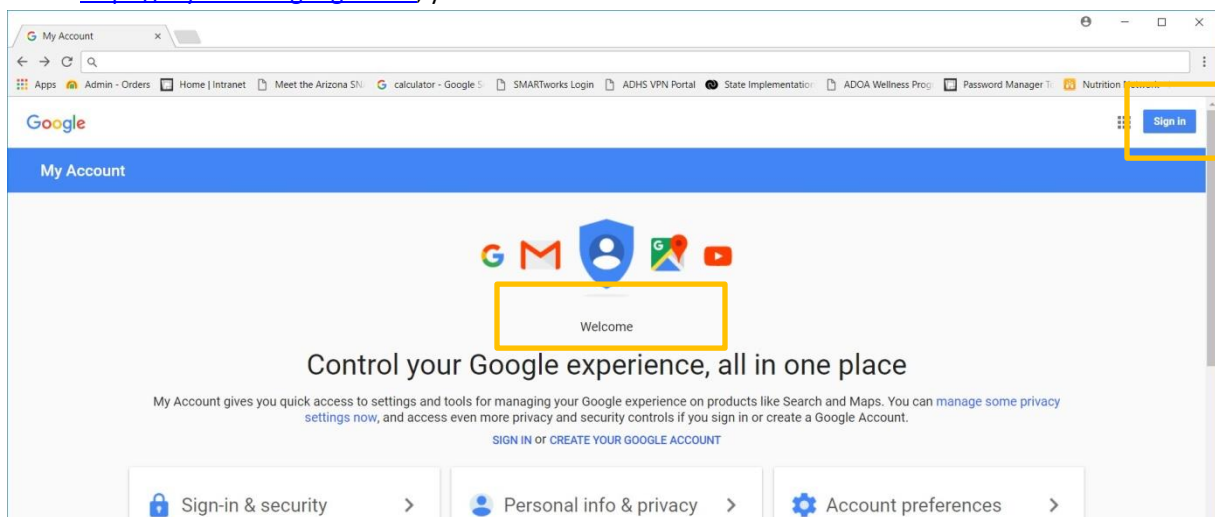 My Account
Apps Admin - Orders Home | Intranet Meet the Arizona SN. calculator - Google S SMARTworks Login ADHS VPN Portal State Implementation ADOA Wellness Prog Password Manager Nutrition
Google Sign in
My Account
Welcome
Control your Google experience, all in one place
My Account gives you quick access to settings and tools for managing your Google experience on products like Search and Maps. You can manage some privacy
settings now, and access even more privacy and security controls if you sign in or create a Google Account.
SIGN IN or CREATE YOUR GOOGLE ACCOUNT
Sign-in & security Personal info & privacy Account preferences